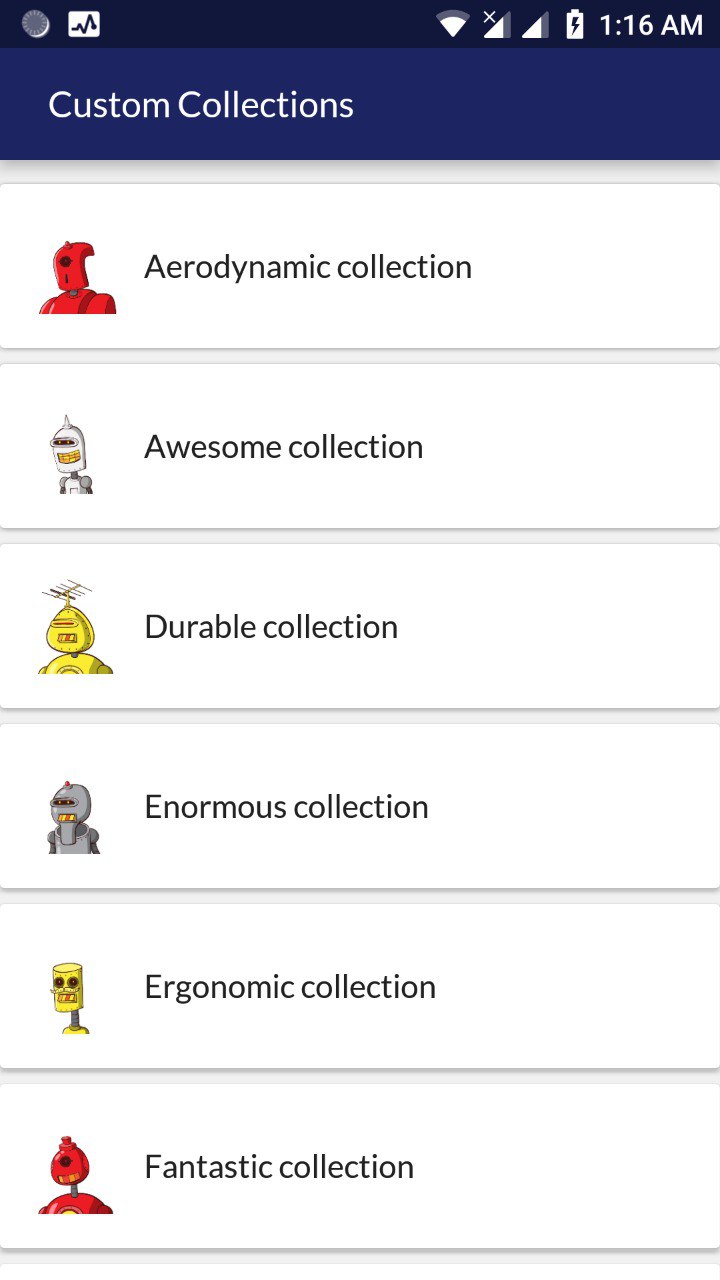 1:16 AM
Custom Collections
Aerodynamic collection
Awesome collection
Durable collection
Enormous collection
Ergonomic collection
Fantastic collection